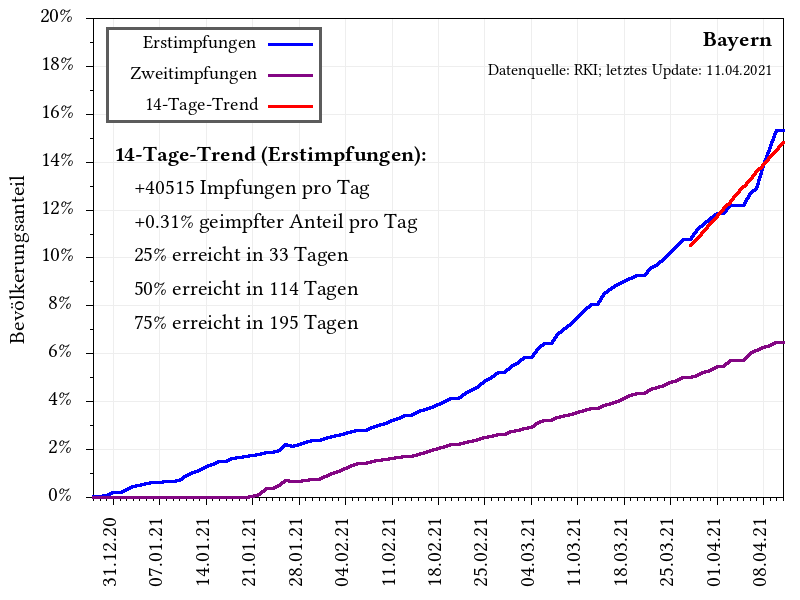 20%
18%
16%
14%
12%
10%
8%
6%
4%
2%
0%
Bevölkerungsanteil
Erstimpfungen
Zweitimpfungen
14-Tage-Trend
Bayern
Datenquelle: RKI; letztes Update: 11.04.2021
14-Tage-Trend (Erstimpfungen):
+40515 Impfungen pro Tag
+0.31% geimpfter Anteil pro Tag
25% erreicht in 33 Tagen
50% erreicht in 114 Tagen
75% erreicht in 195 Tagen
31.12.20
07.01.21
14.01.21
21.01.21
28.01.21
04.02.21
11.02.21
18.02.21
25.02.21
04.03.21
11.03.21
18.03.21
25.03.21
01.04.21
08.04.21